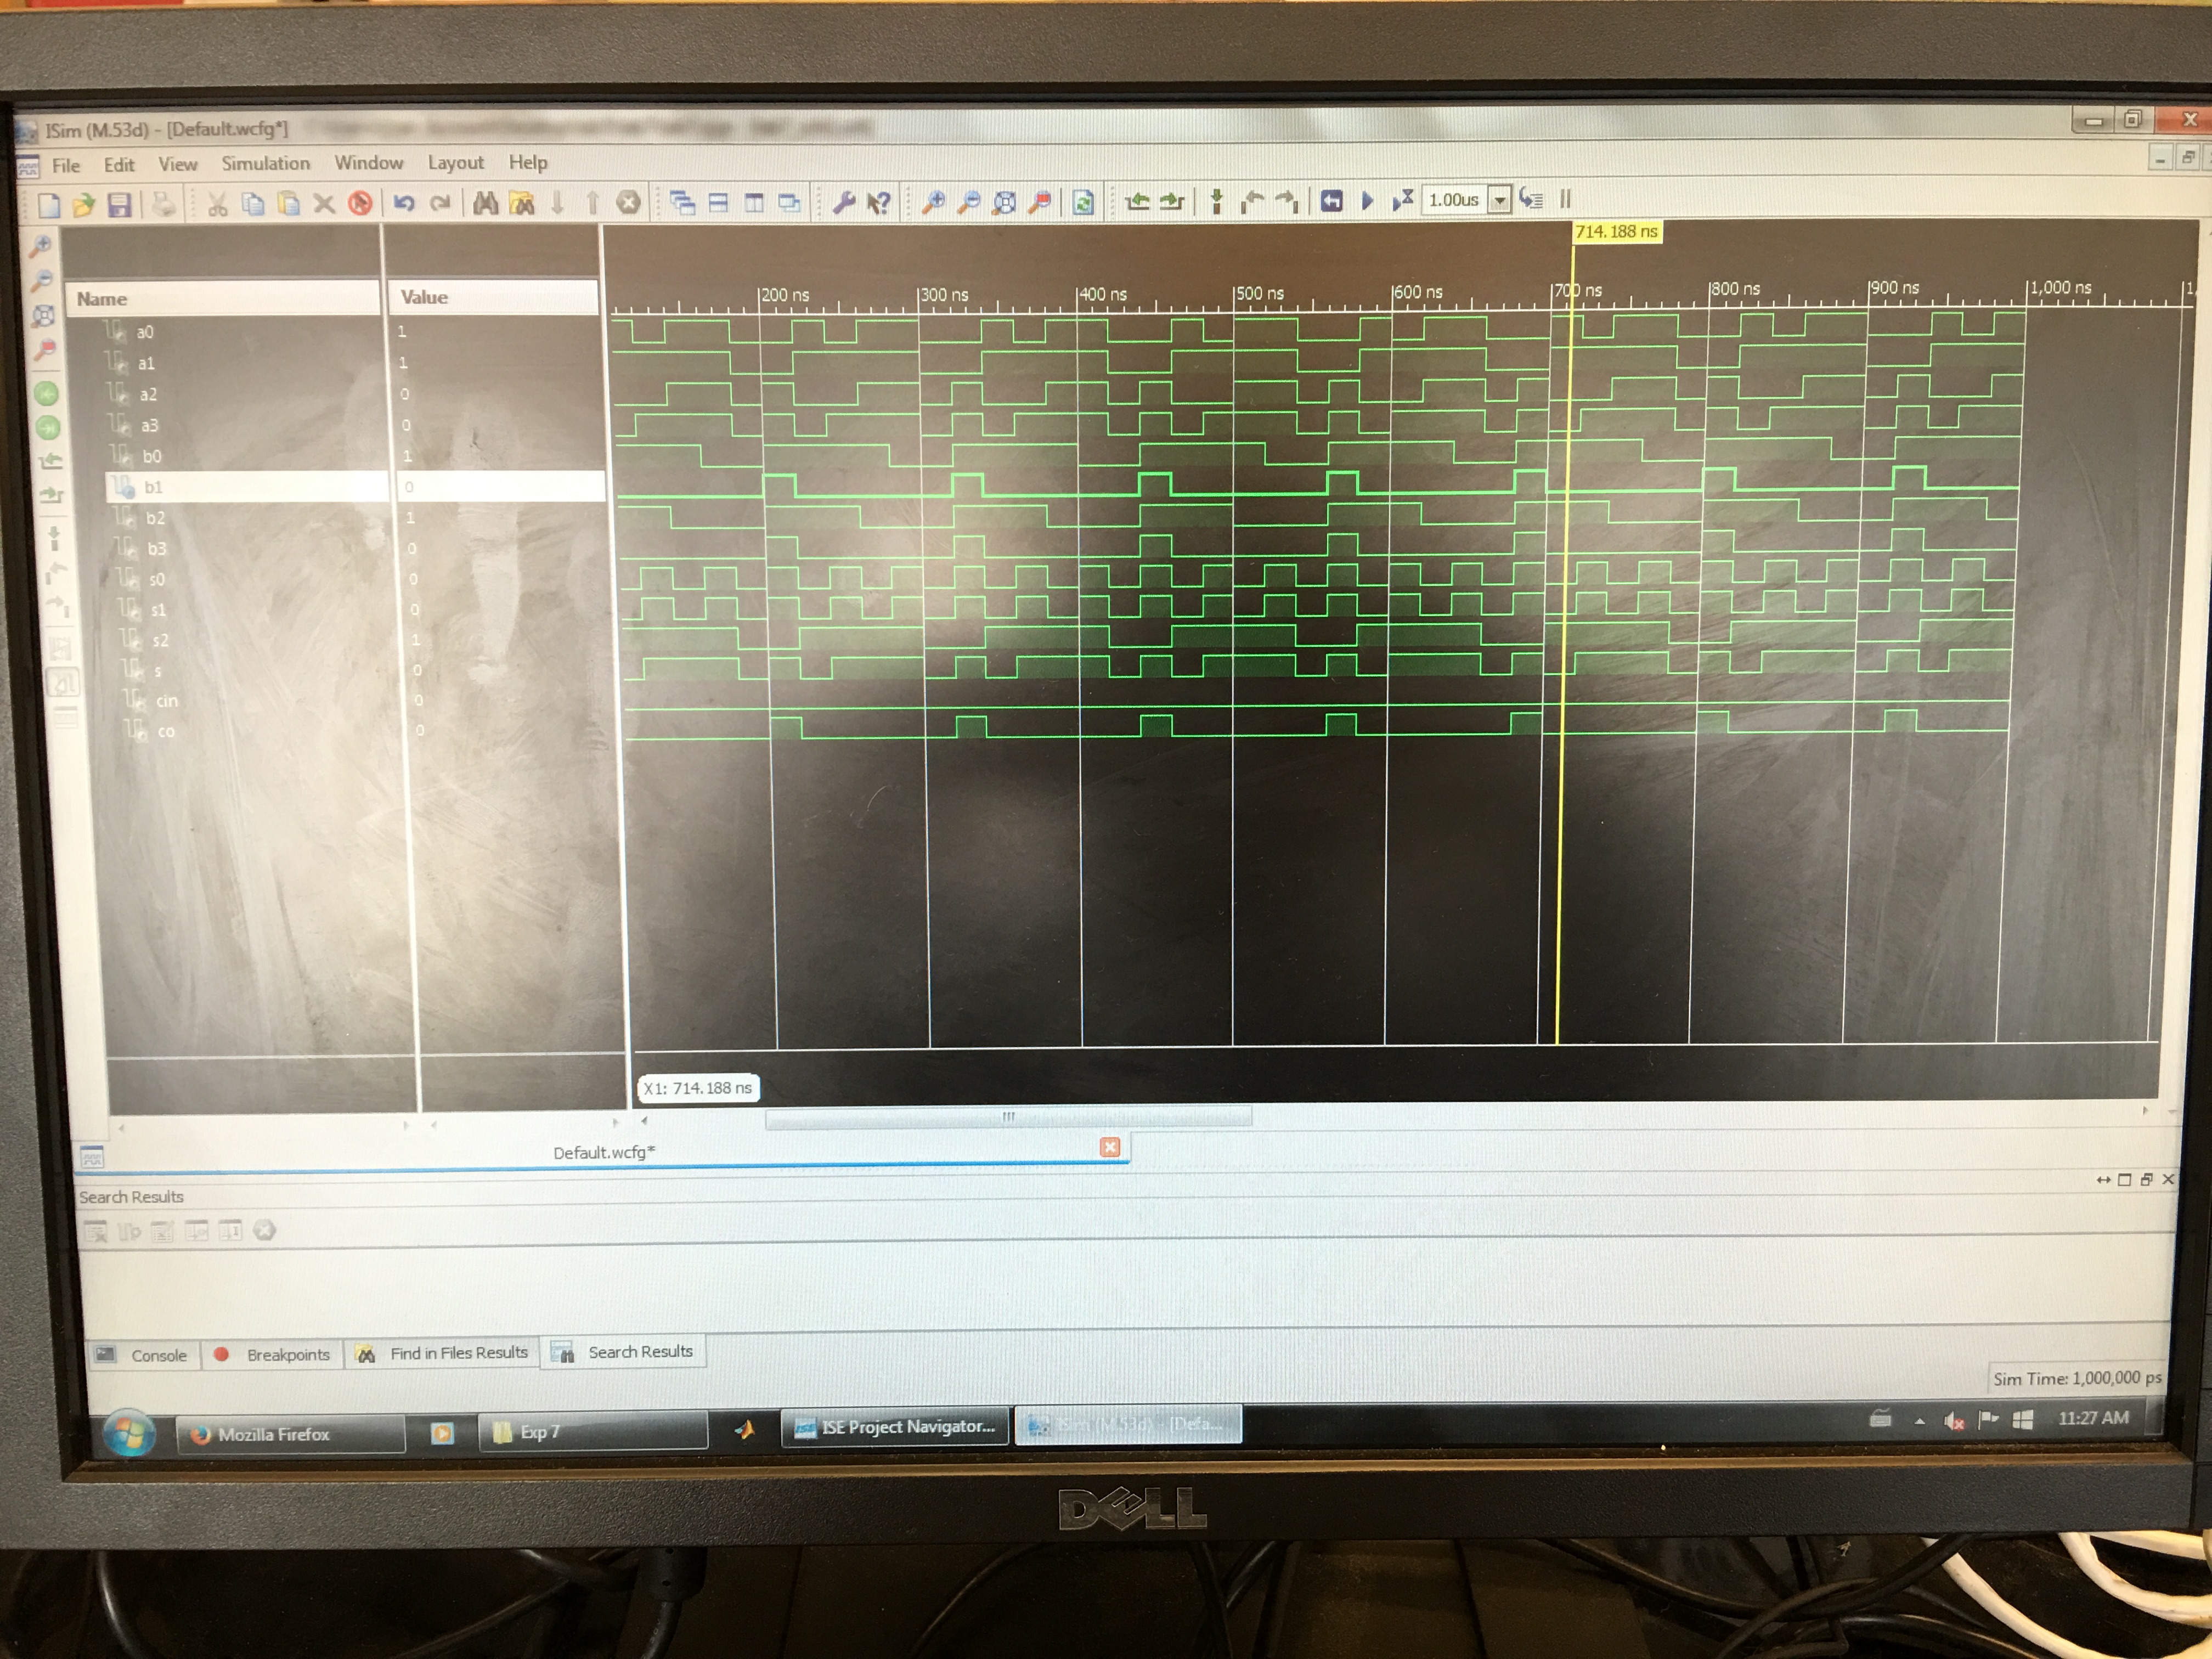 ISim (M.53d) - [Default.wcfg*]
File Edit View Simulation Window Layout Help
1.00us
714.188 ns
Name Value
200 ns 300 ns 400 ns 500 ns 600 ns 700 ns 800 ns 900 ns 1,000 ns 1,
a0 1
a1 1
a2 0
a3 0
b0 1
b1 0
b2 1
b3 0
s0 0
s1 0
s2 1
s 0
cin 0
co 0
X1: 714.188 ns
Default.wcfg*
Search Results
Console Breakpoints Find in Files Results Search Results
Sim Time: 1,000,000 ps
Mozilla Firefox Exp 7 ISE Project Navigator... ISim (M.53d) - [Defa... 11:27 AM
DELL